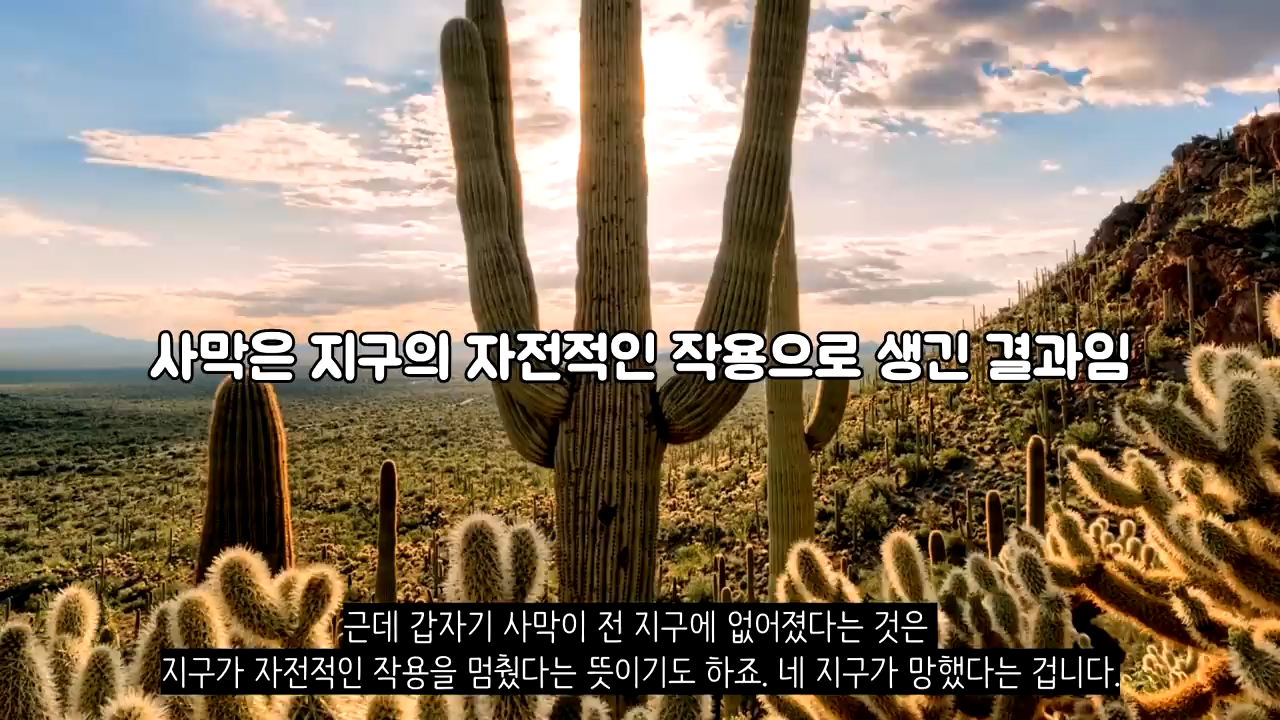 사막은 지구의 자전적인 작용으로 생긴 결과임
근데 갑자기 사막이 전 지구에 없어졌다는 것은
지구가 자전적인 작용을 멈췄다는 뜻이기도 하죠. 네 지구가 망했다는 겁니다.